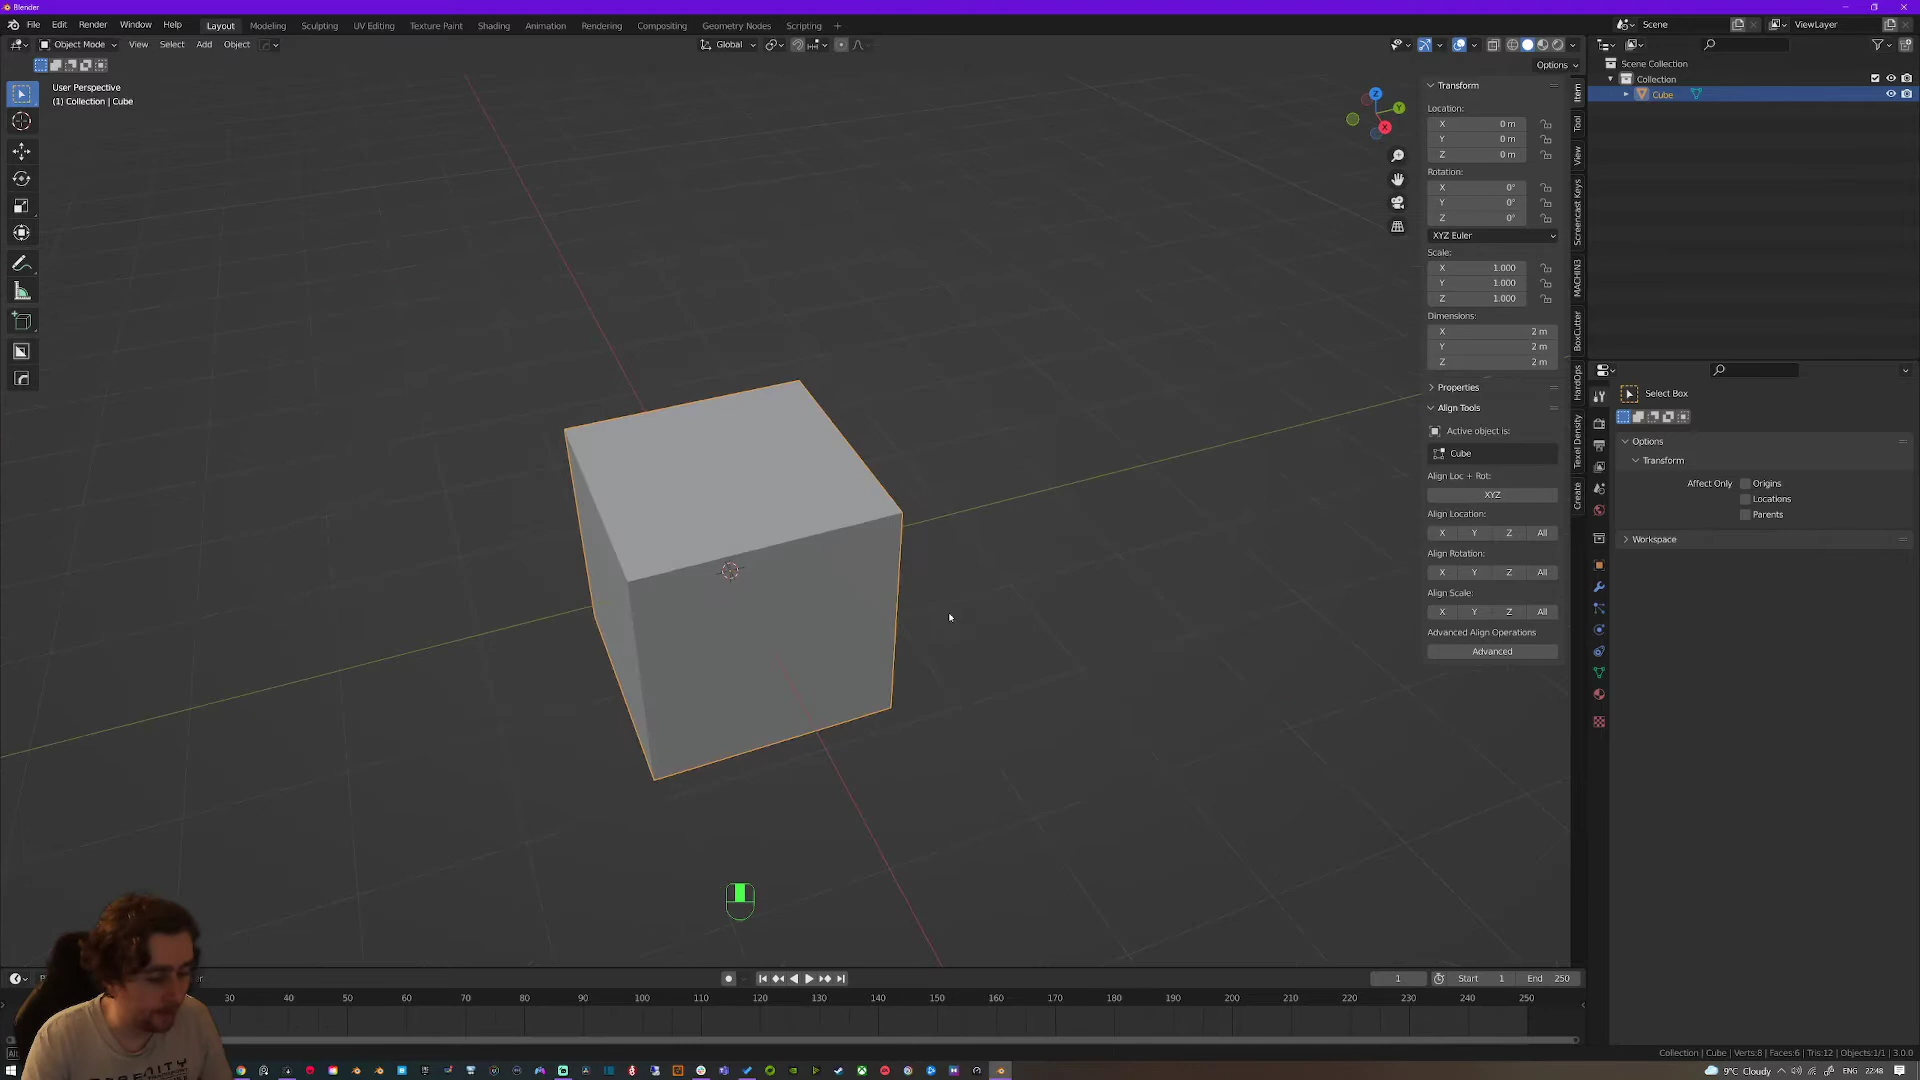 Blender
File Edit Render Window Help
Layout Modeling Sculpting UV Editing Texture Paint Shading Animation Rendering Compositing Geometry Nodes Scripting +
Scene
ViewLayer
Object Mode View Select Add Object
Global
Options
User Perspective
(1) Collection | Cube
Z
Y
X
Transform
Location:
X 0 m
Y 0 m
Z 0 m
Rotation:
X 0°
Y 0°
Z 0°
XYZ Euler
Scale:
X 1.000
Y 1.000
Z 1.000
Dimensions:
X 2 m
Y 2 m
Z 2 m
Properties
Align Tools
Active object is:
Cube
Align Loc + Rot:
XYZ
Align Location:
X Y Z All
Align Rotation:
X Y Z All
Align Scale:
X Y Z All
Advanced Align Operations
Advanced
Item
Tool
View
Screencast Keys
MACHIN3
BoxCutter
HardOps
Texel Density
Create
Scene Collection
Collection
Cube
Select Box
Options
Transform
Affect Only Origins
Locations
Parents
Workspace
1 Start 1 End 250
30 40 50 60 70 80 90 100 110 120 130 140 150 160 170 180 190 200 210 220 230 240 250
Collection | Cube | Verts:8 | Faces:6 | Tris:12 | Objects:1/1 | 3.0.0
9°C Cloudy ENG 22:48